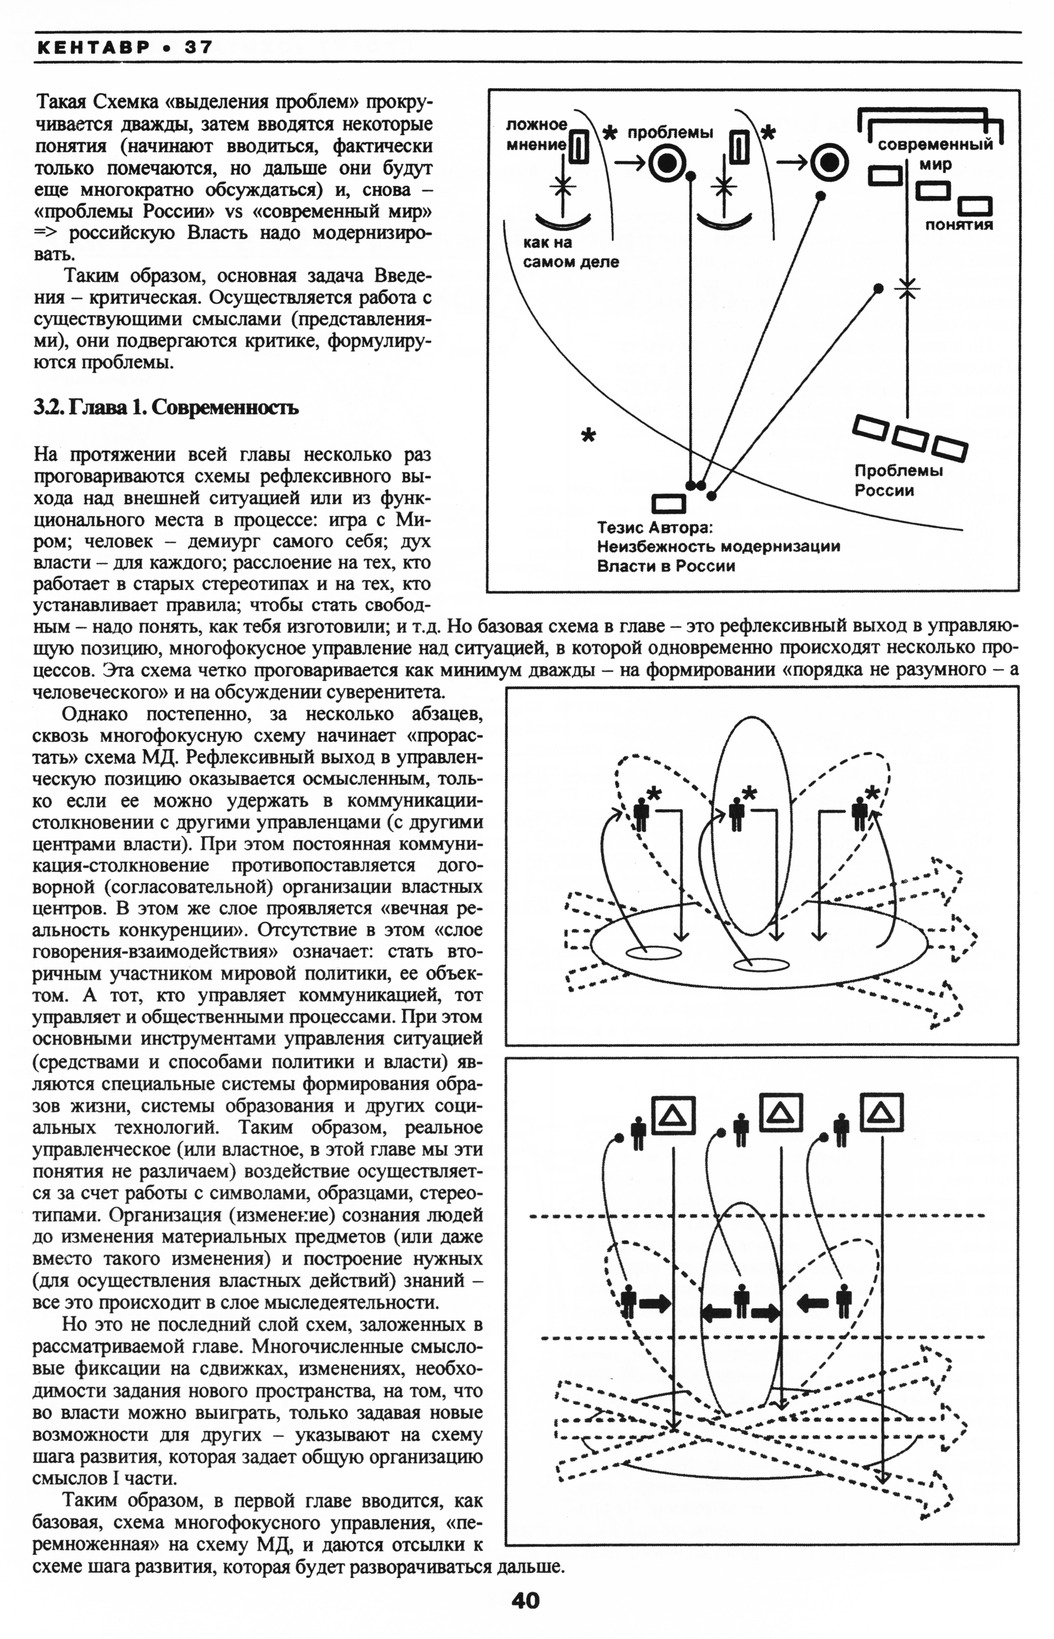 КЕНТАВР • 37
Такая Схемка «выделения проблем» прокру-
чивается дважды, затем вводятся некоторые
понятия (начинают вводиться, фактически
только помечаются, но дальше они будут
еще многократно обсуждаться) и, снова –
«проблемы России» vs «современный мир»
=> российскую Власть надо модернизиро-
вать.
Таким образом, основная задача Введе-
ния – критическая. Осуществляется работа с
существующими смыслами (представления-
ми), они подвергаются критике, формулиру-
ются проблемы.
3.2. Глава 1. Современность
На протяжении всей главы несколько раз
проговариваются схемы рефлексивного вы-
хода над внешней ситуацией или из функ-
ционального места в процессе: игра с Ми-
ром; человек – демиург самого себя; дух
власти – для каждого; расслоение на тех, кто
работает в старых стереотипах и на тех, кто
устанавливает правила; чтобы стать свобод-
ным – надо понять, как тебя изготовили; и т.д. Но базовая схема в главе – это рефлексивный выход в управляю-
щую позицию, многофокусное управление над ситуацией, в которой одновременно происходят несколько про-
цессов. Эта схема четко проговаривается как минимум дважды – на формировании «порядка не разумного – а
человеческого» и на обсуждении суверенитета.
Однако постепенно, за несколько абзацев,
сквозь многофокусную схему начинает «прорас-
тать» схема МД. Рефлексивный выход в управлен-
ческую позицию оказывается осмысленным, толь-
ко если ее можно удержать в коммуникации-
столкновении с другими управленцами (с другими
центрами власти). При этом постоянная коммуни-
кация-столкновение противопоставляется дого-
ворной (согласовательной) организации властных
центров. В этом же слое проявляется «вечная ре-
альность конкуренции». Отсутствие в этом «слое
говорения-взаимодействия» означает: стать вто-
ричным участником мировой политики, ее объек-
том. А тот, кто управляет коммуникацией, тот
управляет и общественными процессами. При этом
основными инструментами управления ситуацией
(средствами и способами политики и власти) яв-
ляются специальные системы формирования обра-
зов жизни, системы образования и других соци-
альных технологий. Таким образом, реальное
управленческое (или властное, в этой главе мы эти
понятия не различаем) воздействие осуществляет-
ся за счет работы с символами, образцами, стерео-
типами. Организация (изменение) сознания людей
до изменения материальных предметов (или даже
вместо такого изменения) и построение нужных
(для осуществления властных действий) знаний –
все это происходит в слое мыследеятельности.
Но это не последний слой схем, заложенных в
рассматриваемой главе. Многочисленные смысло-
вые фиксации на сдвижках, изменениях, необхо-
димости задания нового пространства, на том, что
во власти можно выиграть, только задавая новые
возможности для других – указывают на схему
шага развития, которая задает общую организацию
смыслов I части.
Таким образом, в первой главе вводится, как
базовая, схема многофокусного управления, «пе-
ремноженная» на схему МД, и даются отсылки к
схеме шага развития, которая будет разворачиваться дальше.
ложное
мнение
* проблемы
*
современный
мир
понятия
как на
самом деле
*
Проблемы
России
Тезис Автора:
Неизбежность модернизации
Власти в России
* * *
40